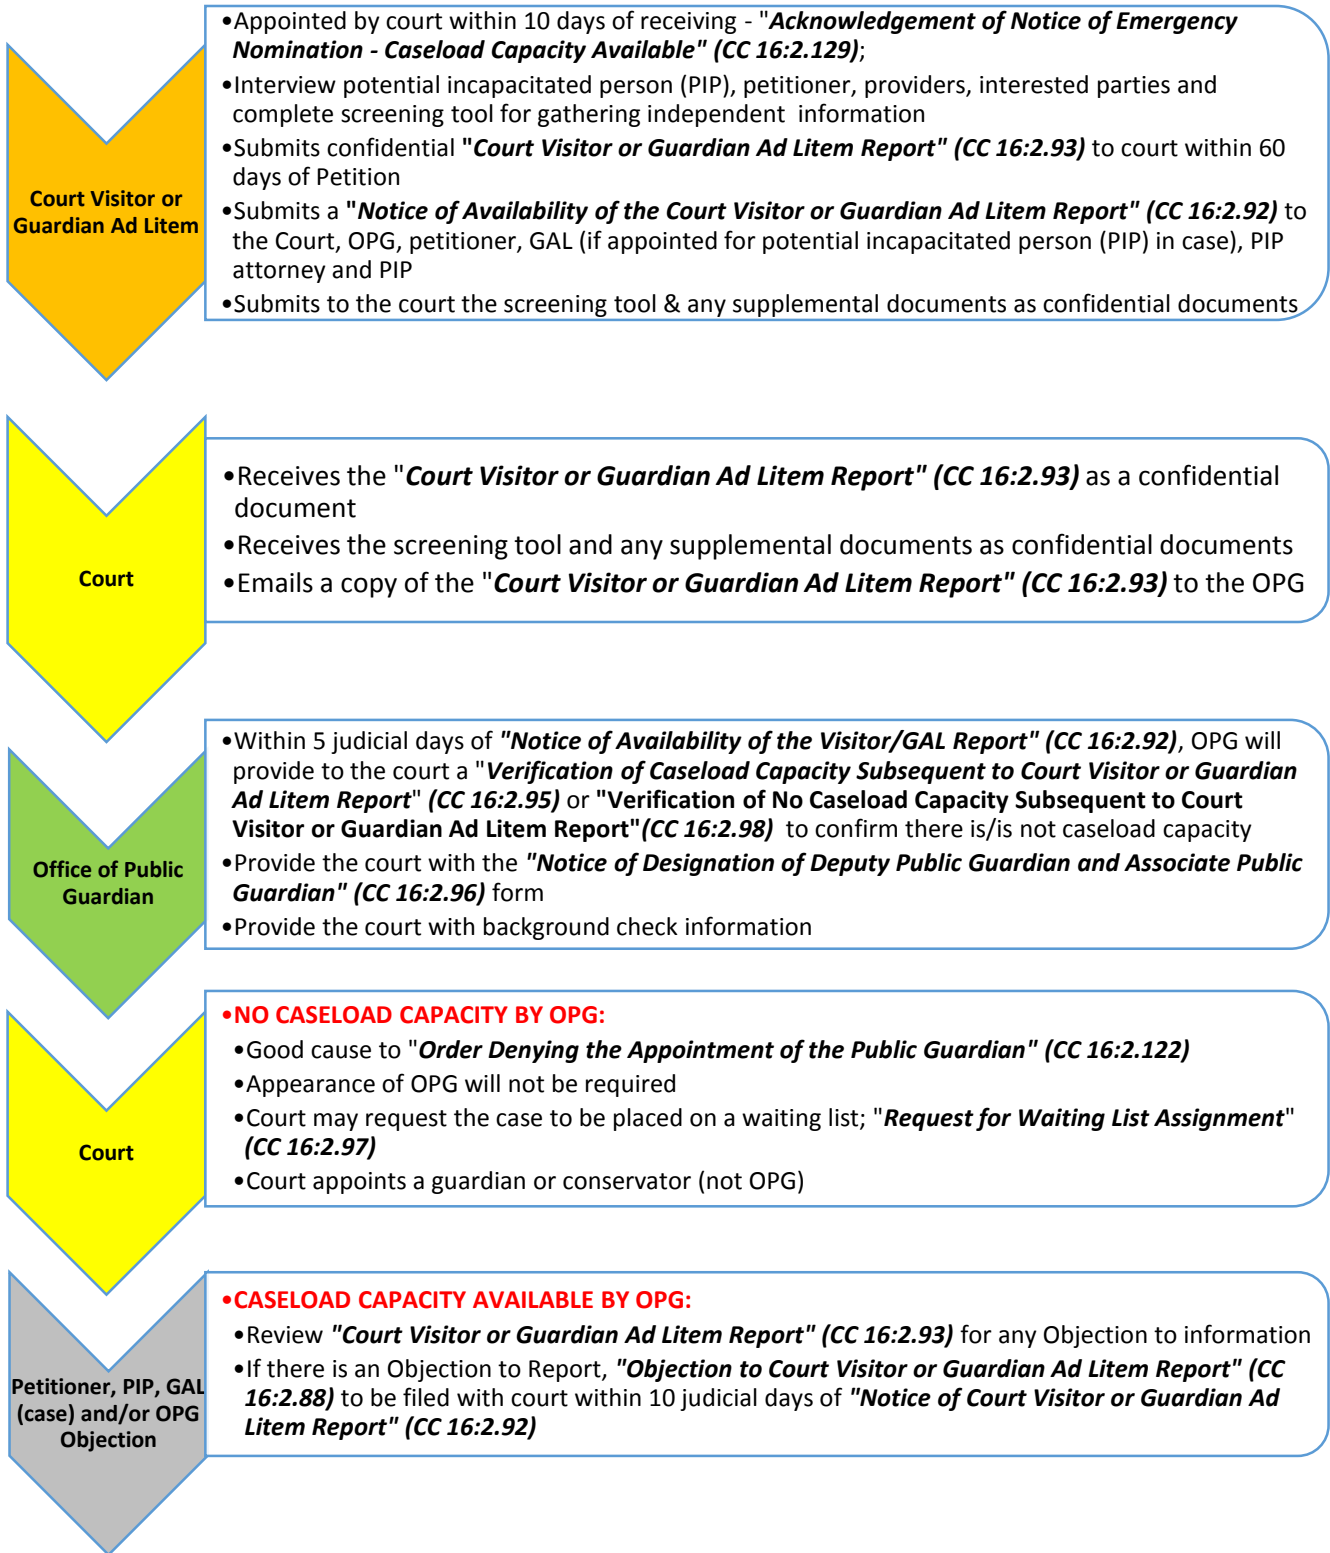 •Appointed by court within 10 days of receiving - "Acknowledgement of Notice of Emergency
Nomination - Caseload Capacity Available" (CC 16:2.129);
•Interview potential incapacitated person (PIP), petitioner, providers, interested parties and
complete screening tool for gathering independent information
•Submits confidential "Court Visitor or Guardian Ad Litem Report" (CC 16:2.93) to court within 60
days of Petition
•Submits a "Notice of Availability of the Court Visitor or Guardian Ad Litem Report" (CC 16:2.92) to
the Court, OPG, petitioner, GAL (if appointed for potential incapacitated person (PIP) in case), PIP
attorney and PIP
•Submits to the court the screening tool & any supplemental documents as confidential documents
Court Visitor or
Guardian Ad Litem
•Receives the "Court Visitor or Guardian Ad Litem Report" (CC 16:2.93) as a confidential
document
•Receives the screening tool and any supplemental documents as confidential documents
•Emails a copy of the "Court Visitor or Guardian Ad Litem Report" (CC 16:2.93) to the OPG
Court
•Within 5 judicial days of "Notice of Availability of the Visitor/GAL Report" (CC 16:2.92), OPG will
provide to the court a "Verification of Caseload Capacity Subsequent to Court Visitor or Guardian
Ad Litem Report" (CC 16:2.95) or "Verification of No Caseload Capacity Subsequent to Court
Visitor or Guardian Ad Litem Report"(CC 16:2.98) to confirm there is/is not caseload capacity
•Provide the court with the "Notice of Designation of Deputy Public Guardian and Associate Public
Guardian" (CC 16:2.96) form
•Provide the court with background check information
Office of Public
Guardian
•NO CASELOAD CAPACITY BY OPG:
•Good cause to "Order Denying the Appointment of the Public Guardian" (CC 16:2.122)
•Appearance of OPG will not be required
•Court may request the case to be placed on a waiting list; "Request for Waiting List Assignment"
(CC 16:2.97)
•Court appoints a guardian or conservator (not OPG)
Court
•CASELOAD CAPACITY AVAILABLE BY OPG:
•Review "Court Visitor or Guardian Ad Litem Report" (CC 16:2.93) for any Objection to information
•If there is an Objection to Report, "Objection to Court Visitor or Guardian Ad Litem Report" (CC
16:2.88) to be filed with court within 10 judicial days of "Notice of Court Visitor or Guardian Ad
Litem Report" (CC 16:2.92)
Petitioner, PIP, GAL
(case) and/or OPG
Objection